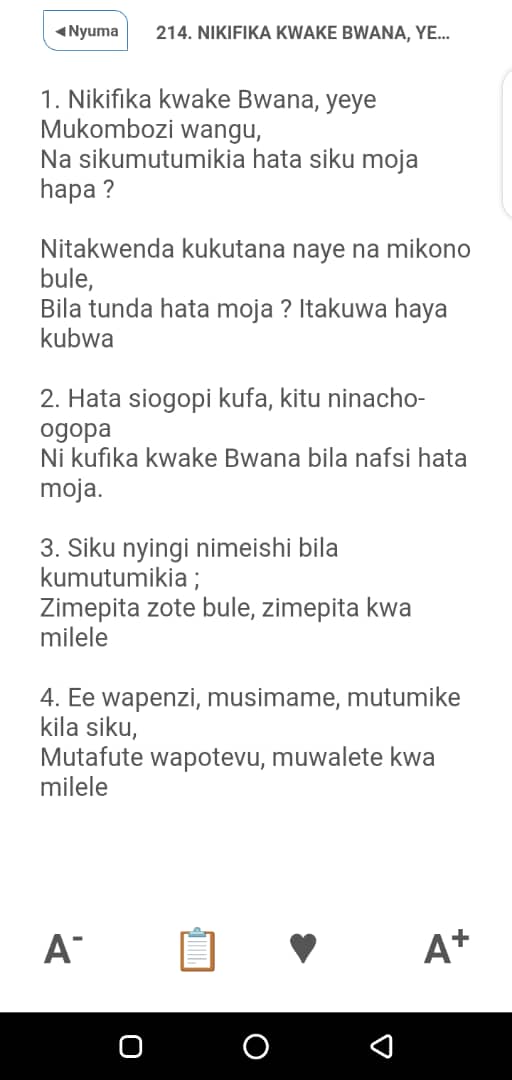 ◄Nyuma
214. NIKIFIKA KWAKE BWANA, YE...
1. Nikifika kwake Bwana, yeye
Mukombozi wangu,
Na sikumutumikia hata siku moja
hapa ?
Nitakwenda kukutana naye na mikono
bule,
Bila tunda hata moja ? Itakuwa haya
kubwa
2. Hata siogopi kufa, kitu ninacho-
ogopa
Ni kufika kwake Bwana bila nafsi hata
moja.
3. Siku nyingi nimeishi bila
kumutumikia ;
Zimepita zote bule, zimepita kwa
milele
4. Ee wapenzi, musimame, mutumike
kila siku,
Mutafute wapotevu, muwalete kwa
milele
A- A+